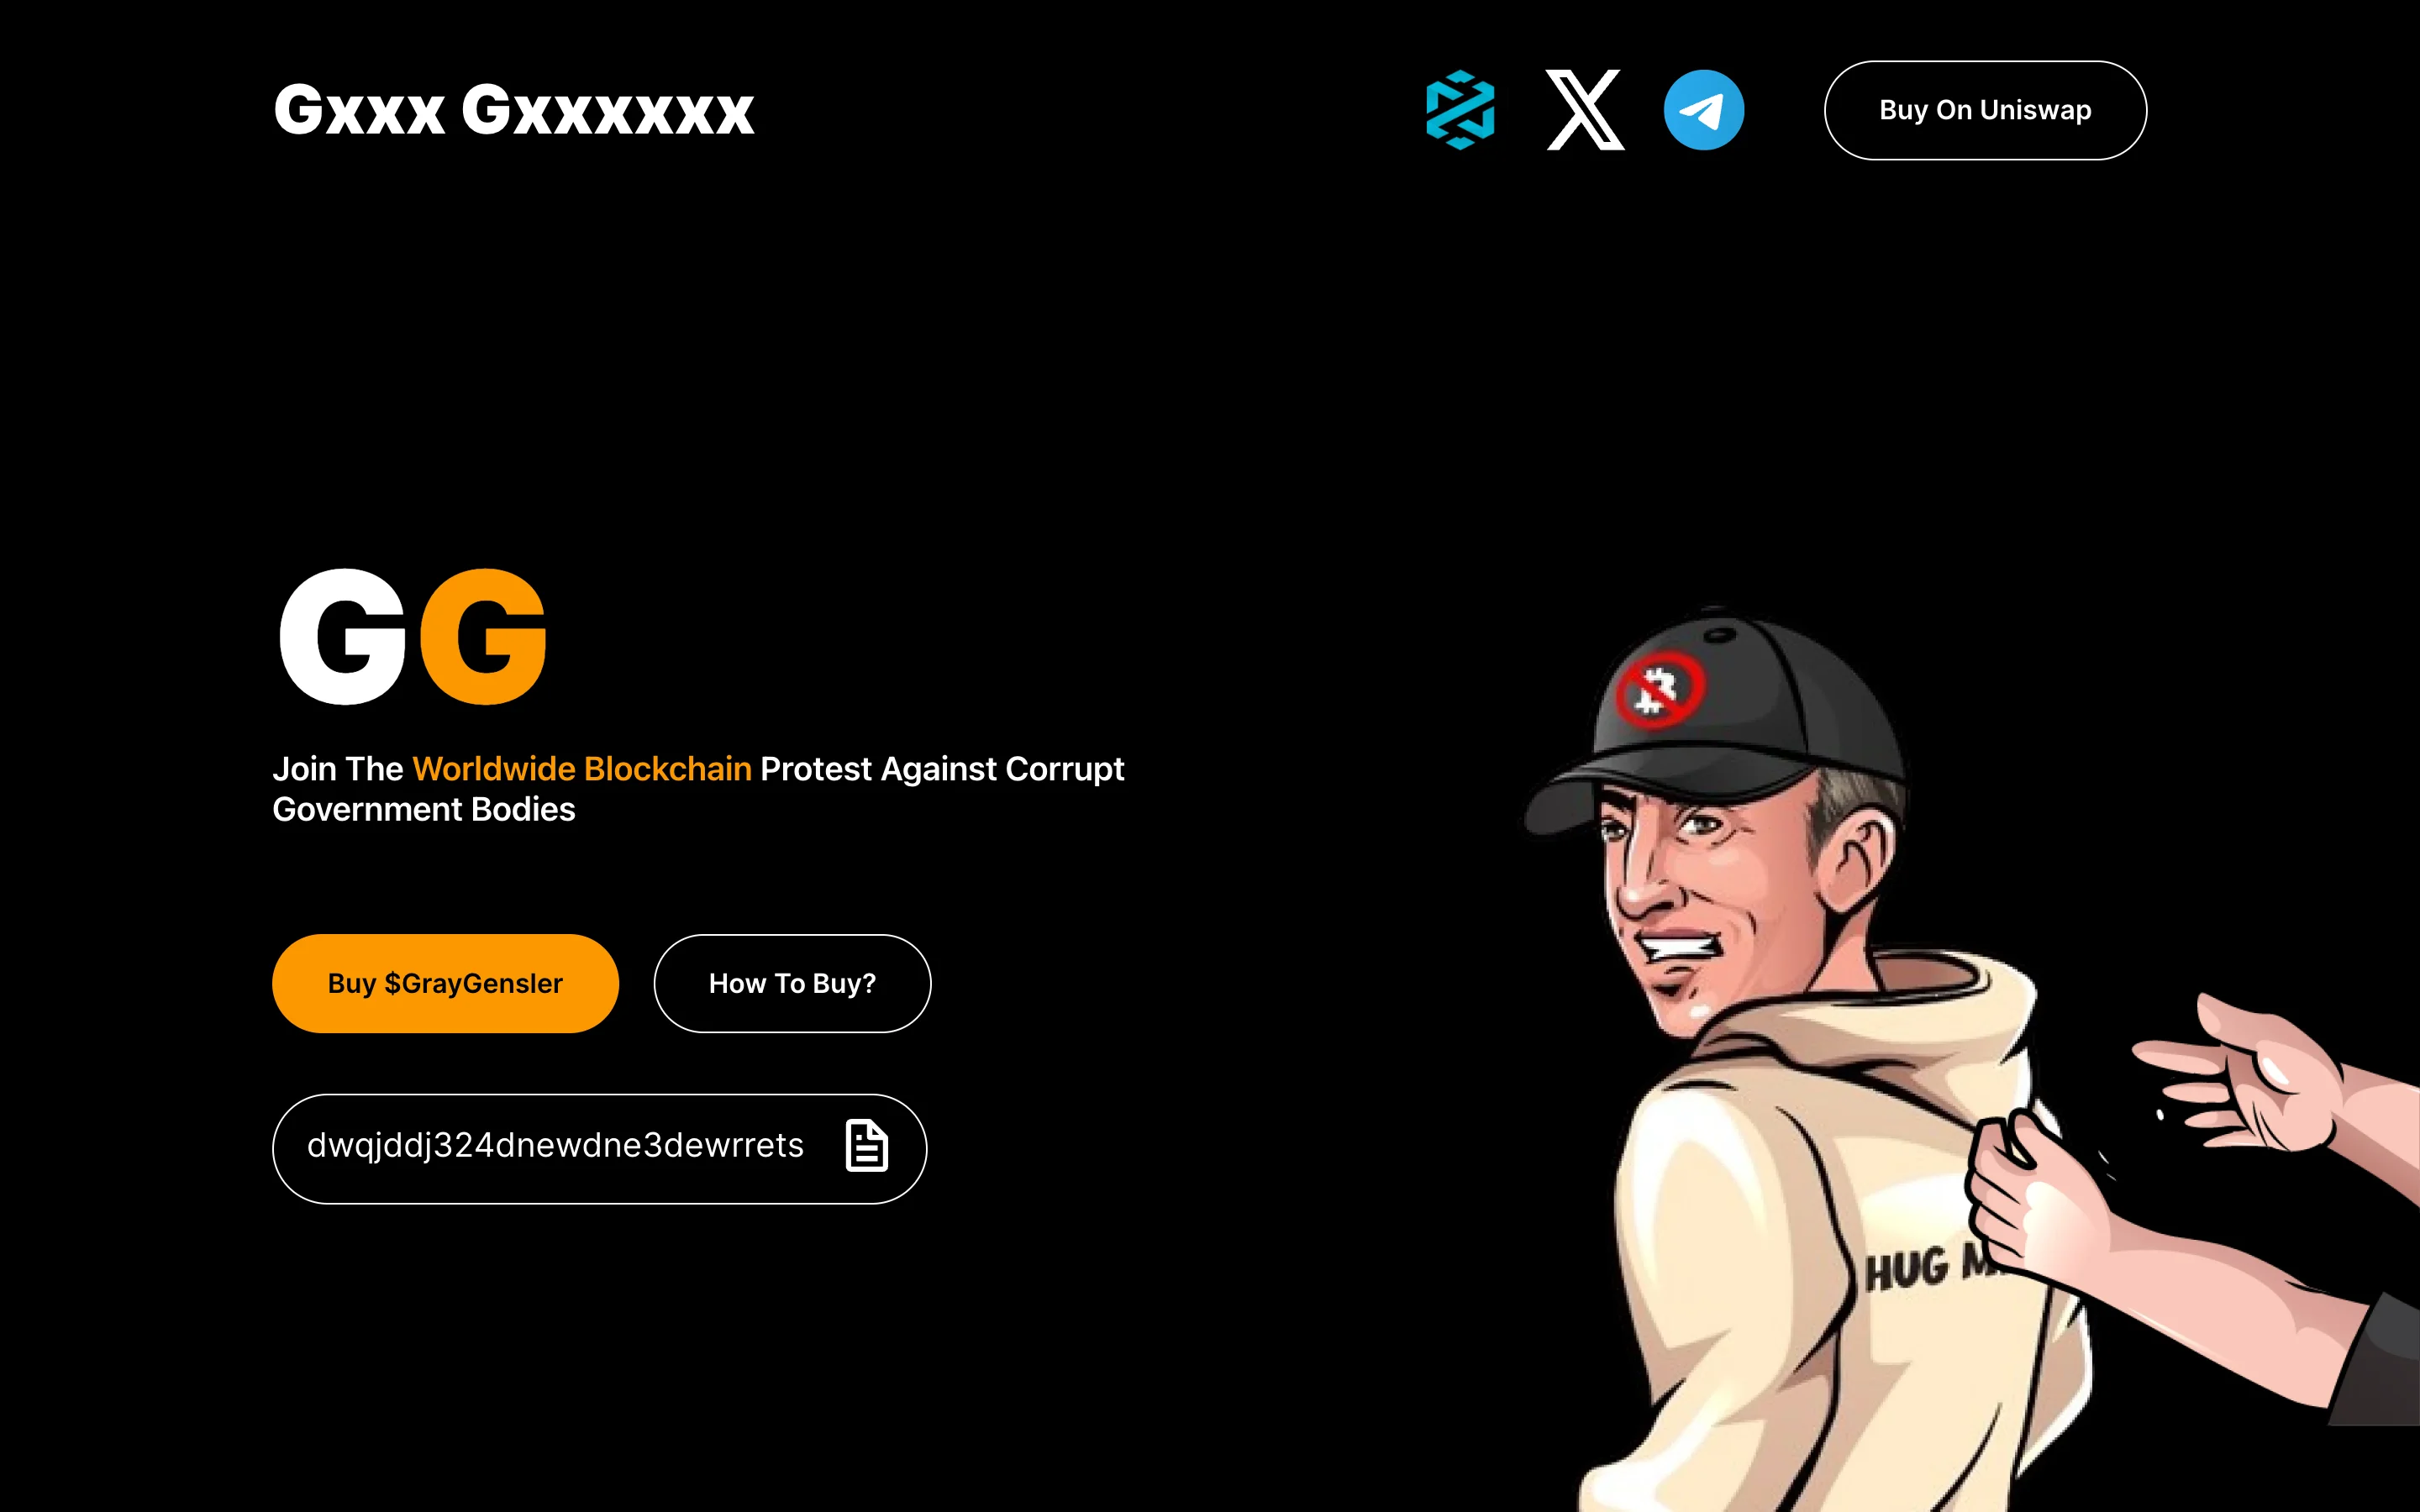 Gxxx Gxxxxxx
Buy On Uniswap
GG
Join The Worldwide Blockchain Protest Against Corrupt
Government Bodies
Buy $GrayGensler
How To Buy?
dwqjddj324dnewdne3dewrrets
HUG